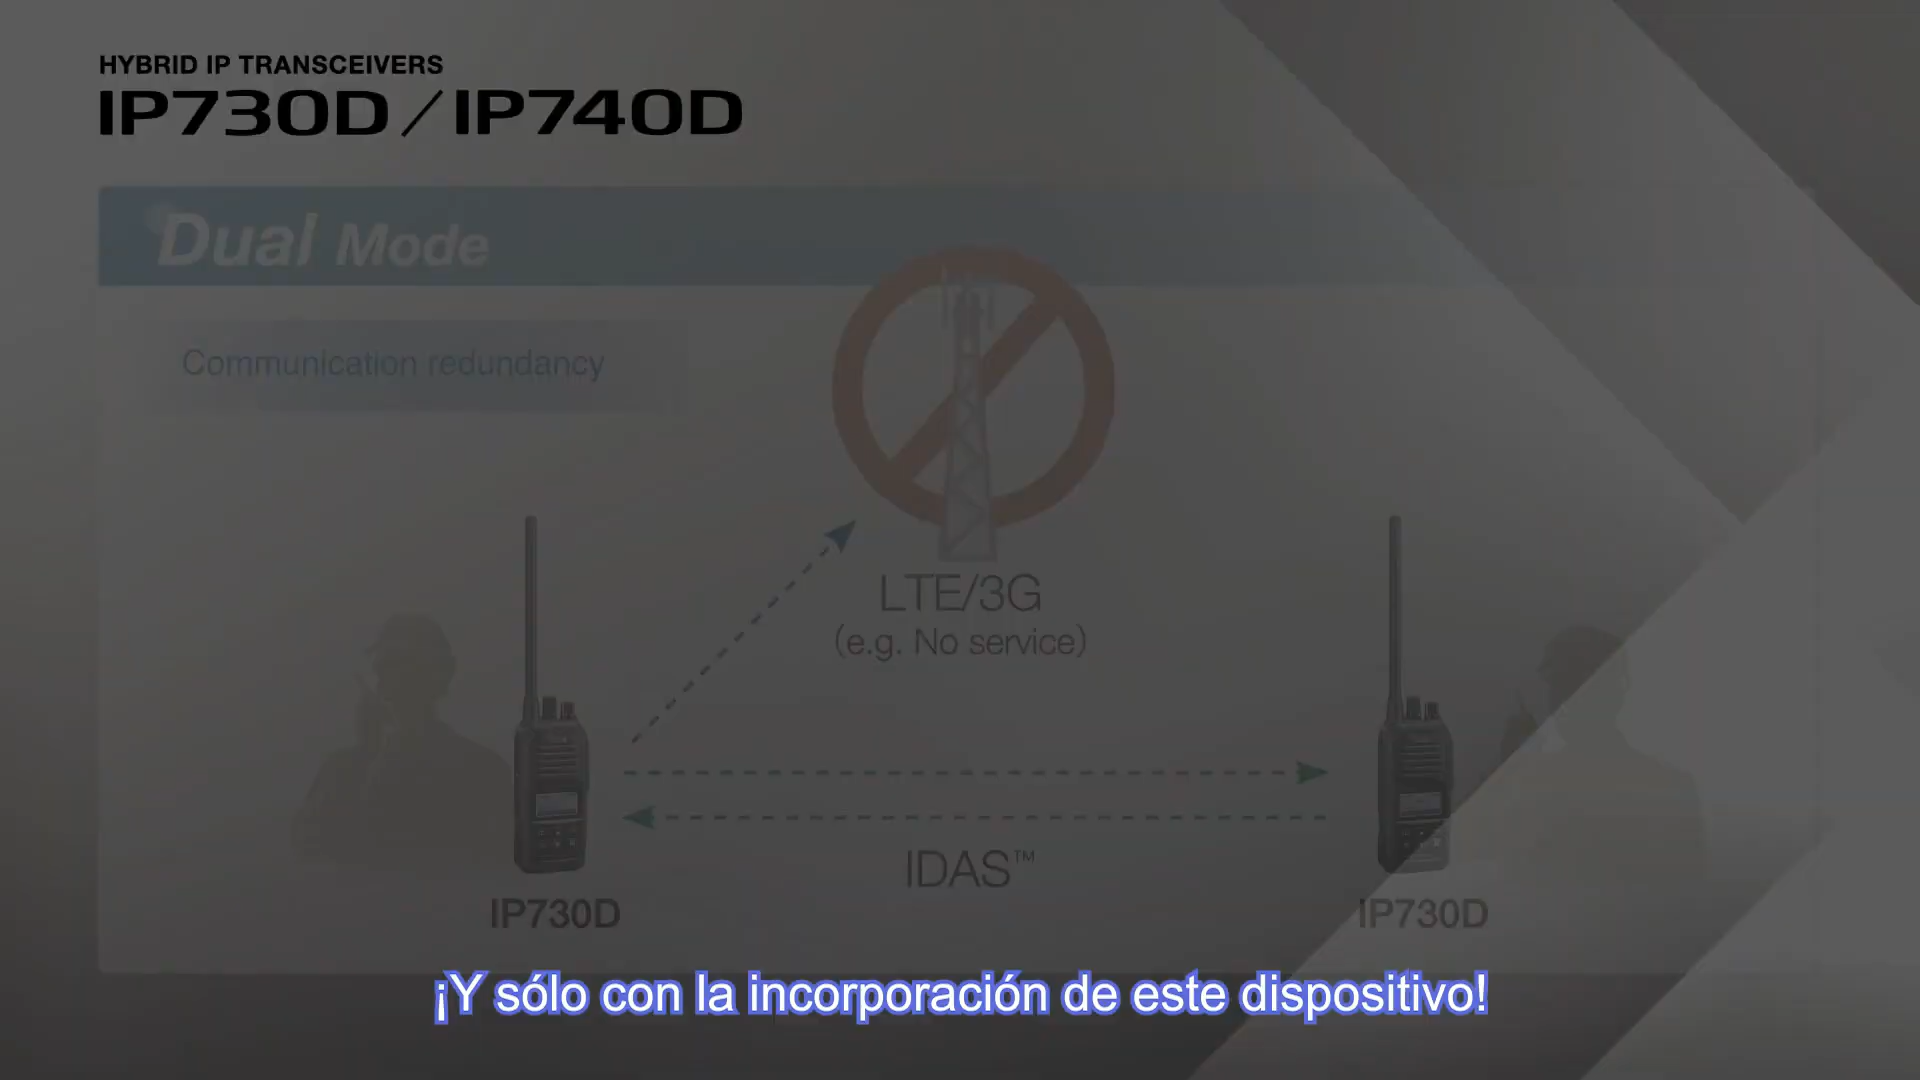 HYBRID IP TRANSCEIVERS
IP730D/IP740D
Dual Mode
Communication redundancy
LTE/3G
(e.g. No service)
IDAS™
IP730D
IP730D
¡Y sólo con la incorporación de este dispositivo!